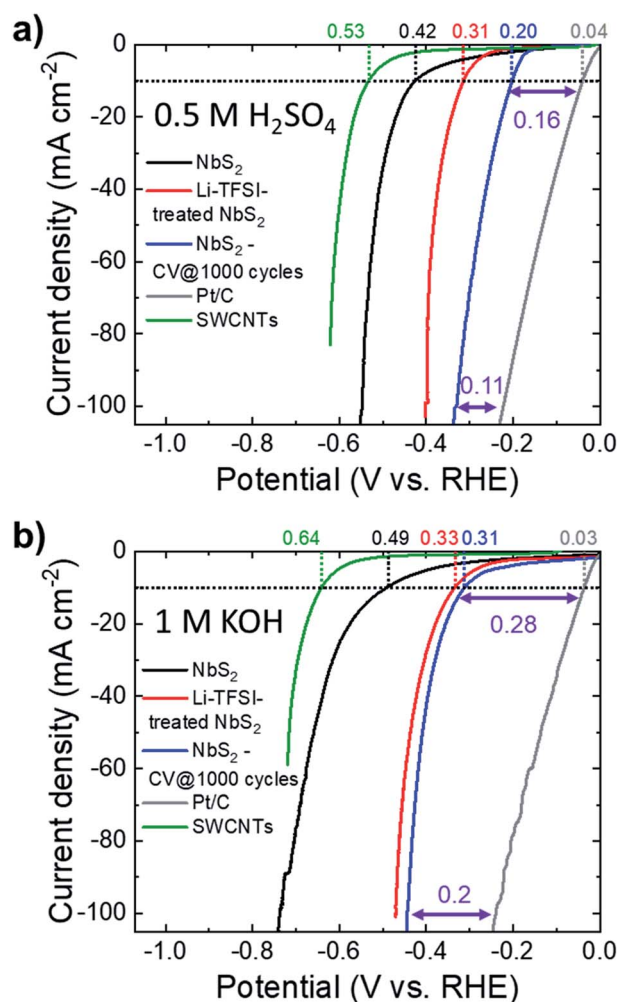 a)
0.53 0.42 0.31 0.20 0.04
0
-20
-40
-60
-80
-100
Current density (mA cm⁻²)
0.16
0.5 M H₂SO₄
NbS₂
Li-TFSI-
treated NbS₂
NbS₂ -
CV@1000 cycles
Pt/C
SWCNTs
0.11
-1.0 -0.8 -0.6 -0.4 -0.2 0.0
Potential (V vs. RHE)
b)
0.64 0.49 0.33 0.31 0.03
0
-20
-40
-60
-80
-100
Current density (mA cm⁻²)
0.28
1 M KOH
NbS₂
Li-TFSI-
treated NbS₂
NbS₂ -
CV@1000 cycles
Pt/C
SWCNTs
0.2
-1.0 -0.8 -0.6 -0.4 -0.2 0.0
Potential (V vs. RHE)